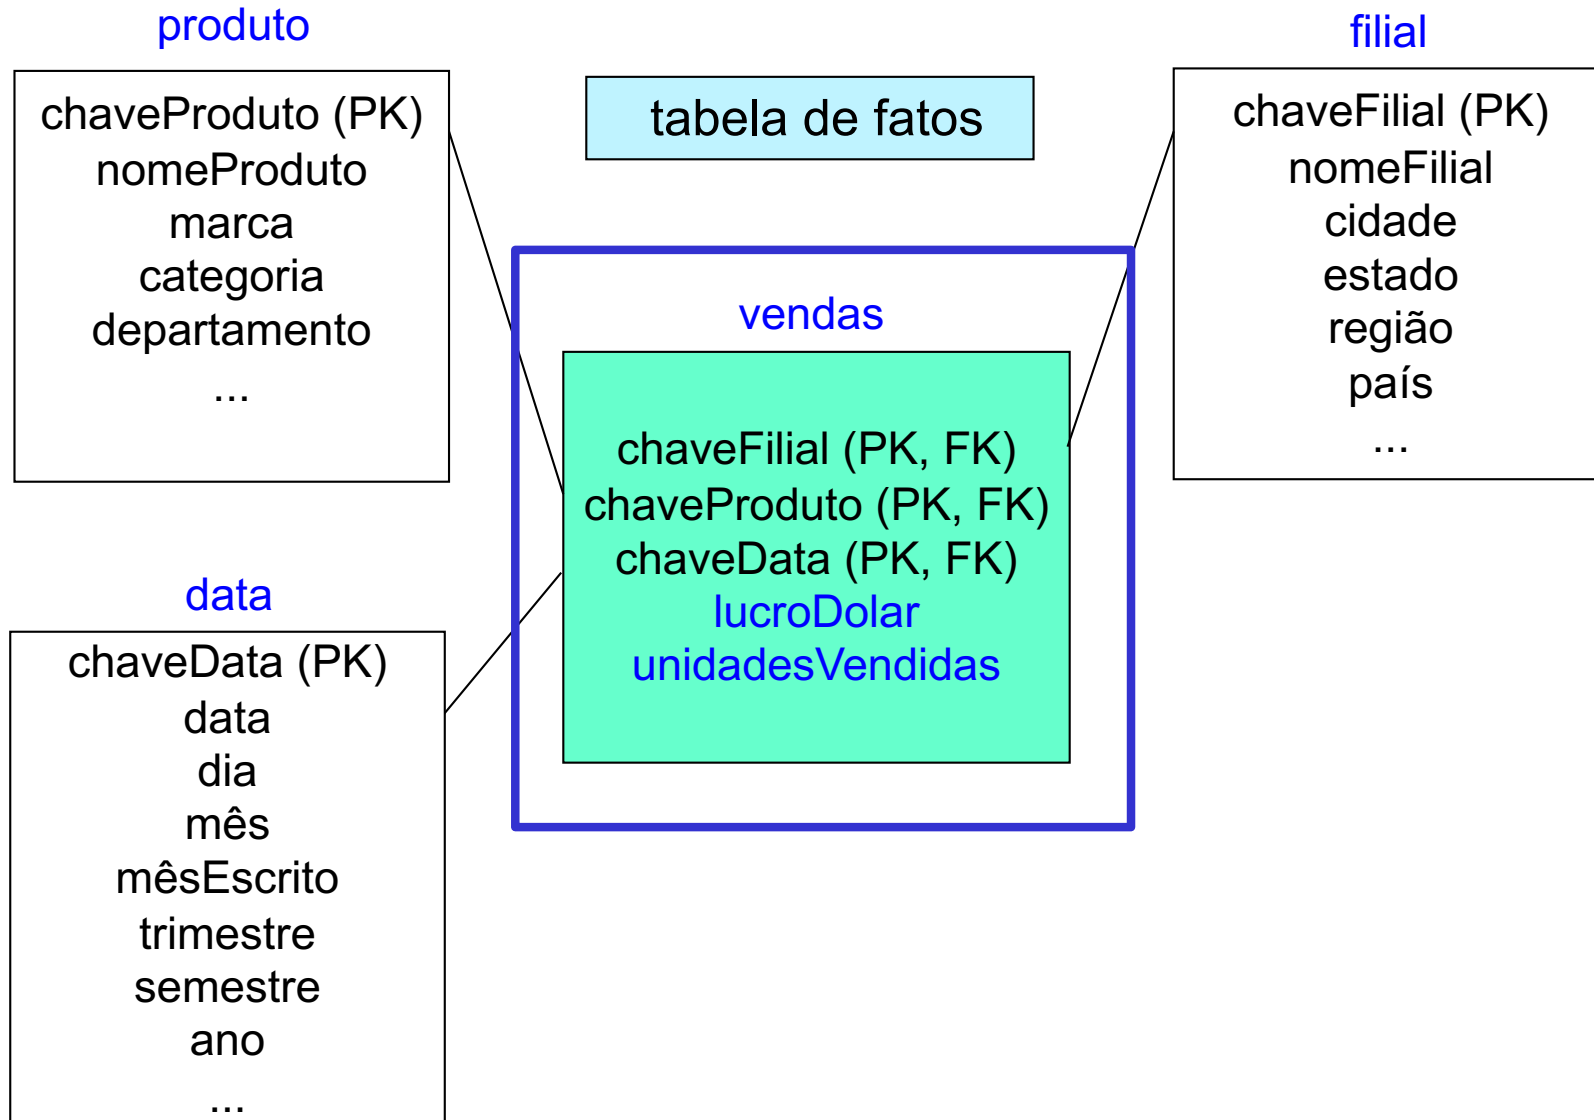 produto
chaveProduto (PK)
nomeProduto
marca
categoria
departamento
...
tabela de fatos
filial
chaveFilial (PK)
nomeFilial
cidade
estado
região
país
...
vendas
chaveFilial (PK, FK)
chaveProduto (PK, FK)
chaveData (PK, FK)
lucroDolar
unidadesVendidas
data
chaveData (PK)
data
dia
mês
mêsEscrito
trimestre
semestre
ano
...